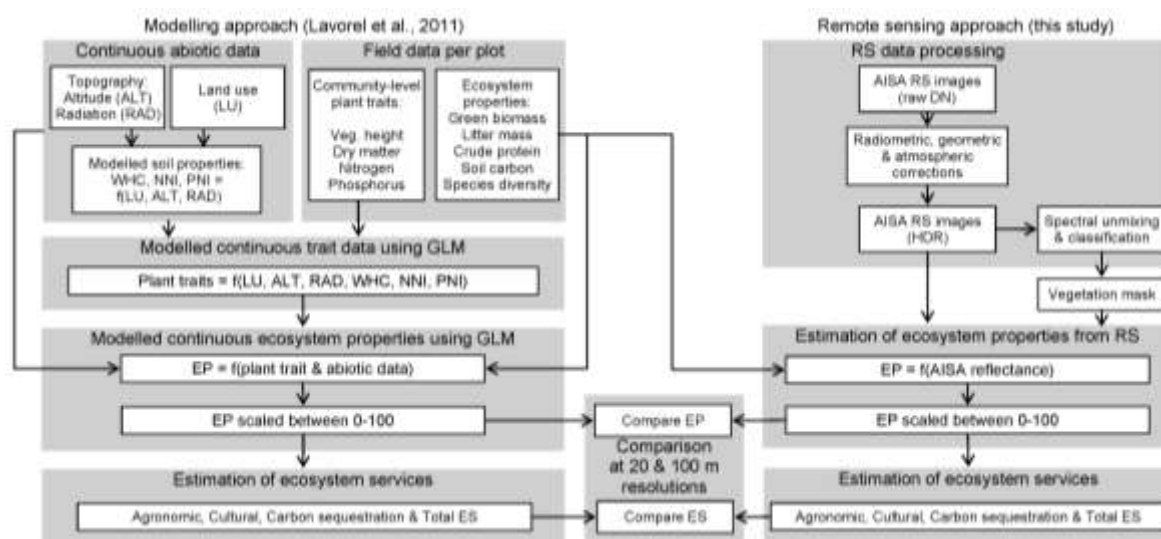 Modelling approach (Lavorel et al., 2011)
Continuous abiotic data
Topography:
Altitude (ALT)
Radiation (RAD)
Land use
(LU)
Modelled soil properties:
WHC, NNI, PNI =
f(LU, ALT, RAD)
Field data per plot
Community-level
plant traits:
Veg. height
Dry matter
Nitrogen
Phosphorus
Ecosystem
properties:
Green biomass
Litter mass
Crude protein
Soil carbon
Species diversity
Modelled continuous trait data using GLM
Plant traits = f(LU, ALT, RAD, WHC, NNI, PNI)
Modelled continuous ecosystem properties using GLM
EP = f(plant trait & abiotic data)
EP scaled between 0-100
Estimation of ecosystem services
Agronomic, Cultural, Carbon sequestration & Total ES
Compare EP
Comparison
at 20 & 100 m
resolutions
Compare ES
Remote sensing approach (this study)
RS data processing
AISA RS images
(raw DN)
Radiometric, geometric
& atmospheric
corrections
AISA RS images
(HDR)
Spectral unmixing
& classification
Vegetation mask
Estimation of ecosystem properties from RS
EP = f(AISA reflectance)
EP scaled between 0-100
Estimation of ecosystem services
Agronomic, Cultural, Carbon sequestration & Total ES